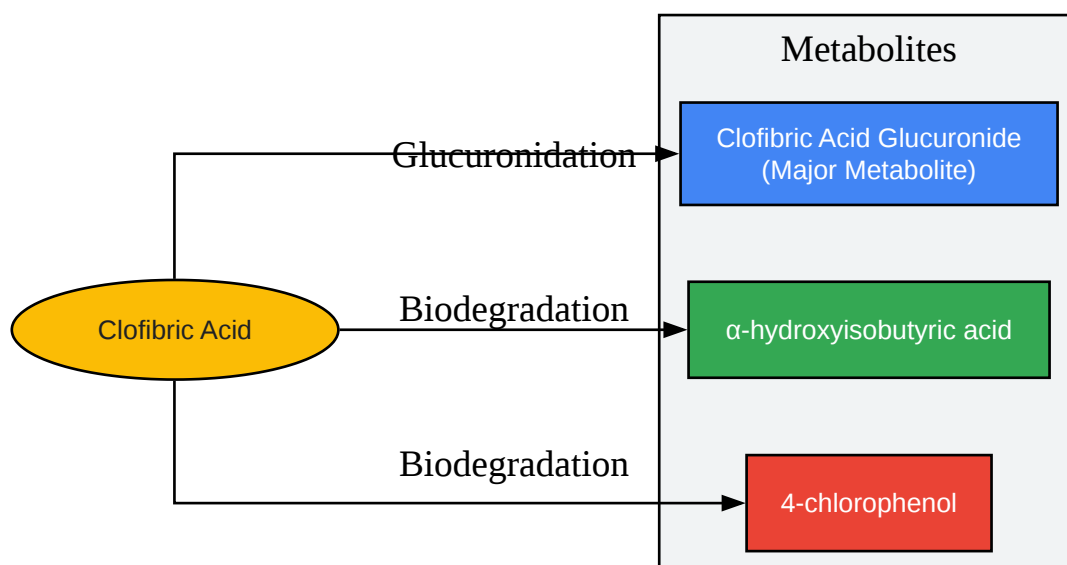 Metabolites
Glucuronidation
Clofibric Acid Glucuronide
(Major Metabolite)
Clofibric Acid
Biodegradation
α-hydroxyisobutyric acid
Biodegradation
4-chlorophenol